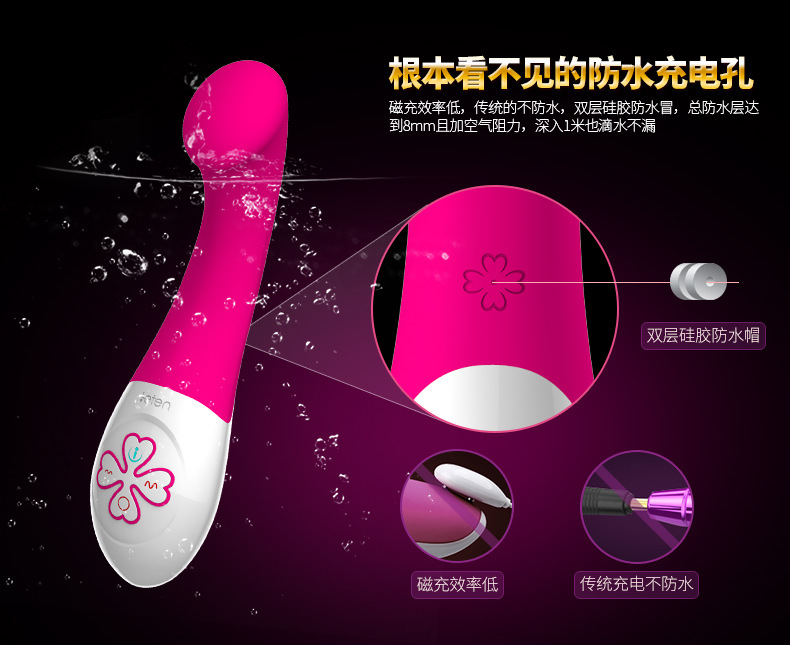 根本看不见的防水充电孔
磁充效率低，传统的不防水，双层硅胶防水冒，总防水层达
到8mm且加空气阻力，深入1米也滴水不漏
双层硅胶防水帽
leten
磁充效率低
传统充电不防水